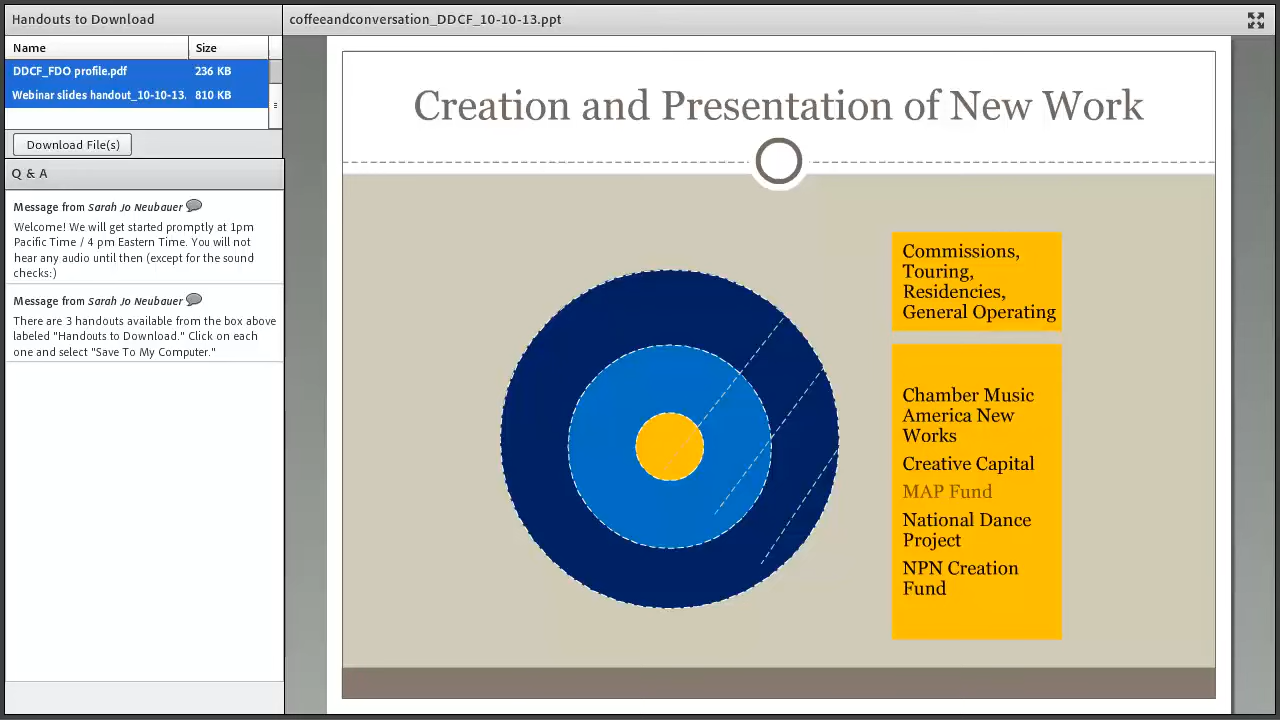 Handouts to Download
Name Size
DDCF_FDO profile.pdf 236 KB
Webinar slides handout_10-10-13. 810 KB
Download File(s)
Q & A
Message from Sarah Jo Neubauer
Welcome! We will get started promptly at 1pm
Pacific Time / 4 pm Eastern Time. You will not
hear any audio until then (except for the sound
checks:)
Message from Sarah Jo Neubauer
There are 3 handouts available from the box above
labeled "Handouts to Download." Click on each
one and select "Save To My Computer."
coffeeandconversation_DDCF_10-10-13.ppt
Creation and Presentation of New Work
Commissions,
Touring,
Residencies,
General Operating
Chamber Music
America New
Works
Creative Capital
MAP Fund
National Dance
Project
NPN Creation
Fund